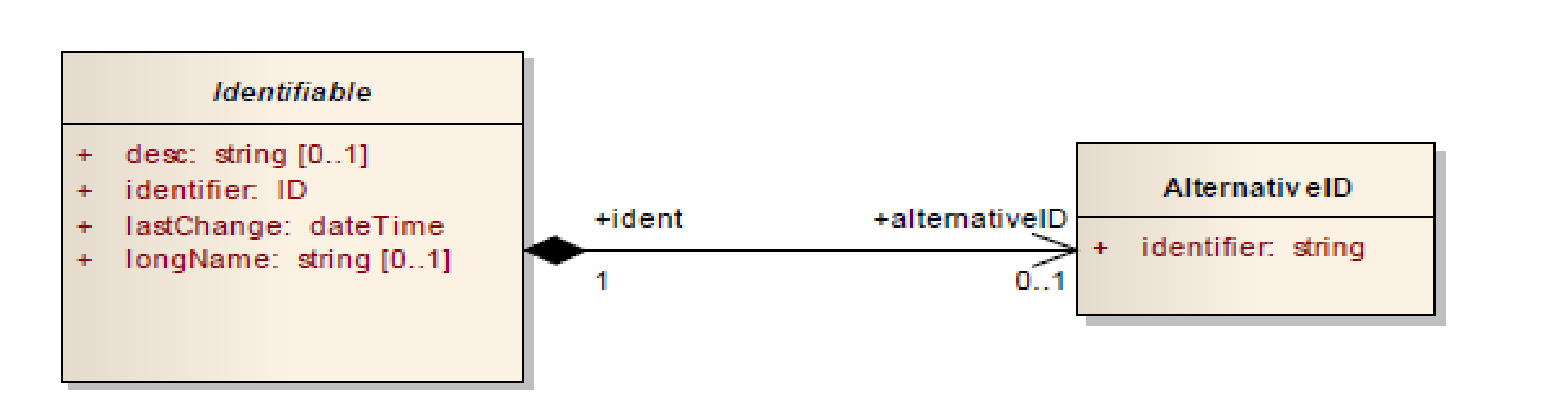 Identifiable
+ desc: string [0..1]
+ identifier: ID
+ lastChange: dateTime
+ longName: string [0..1]
+ident
1
+alternativeID
0..1
AlternativeID
+ identifier: string